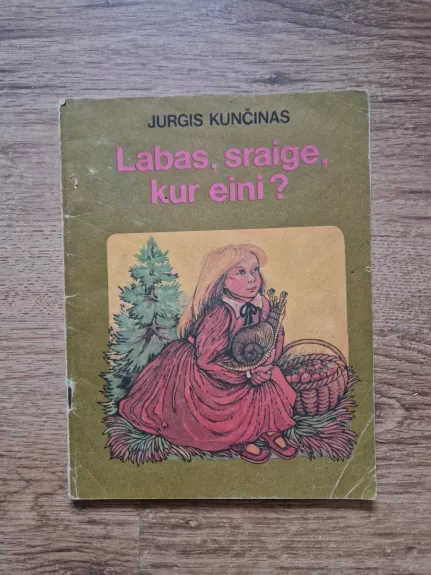 JURGIS KUNČINAS
Labas, sraige,
kur eini?